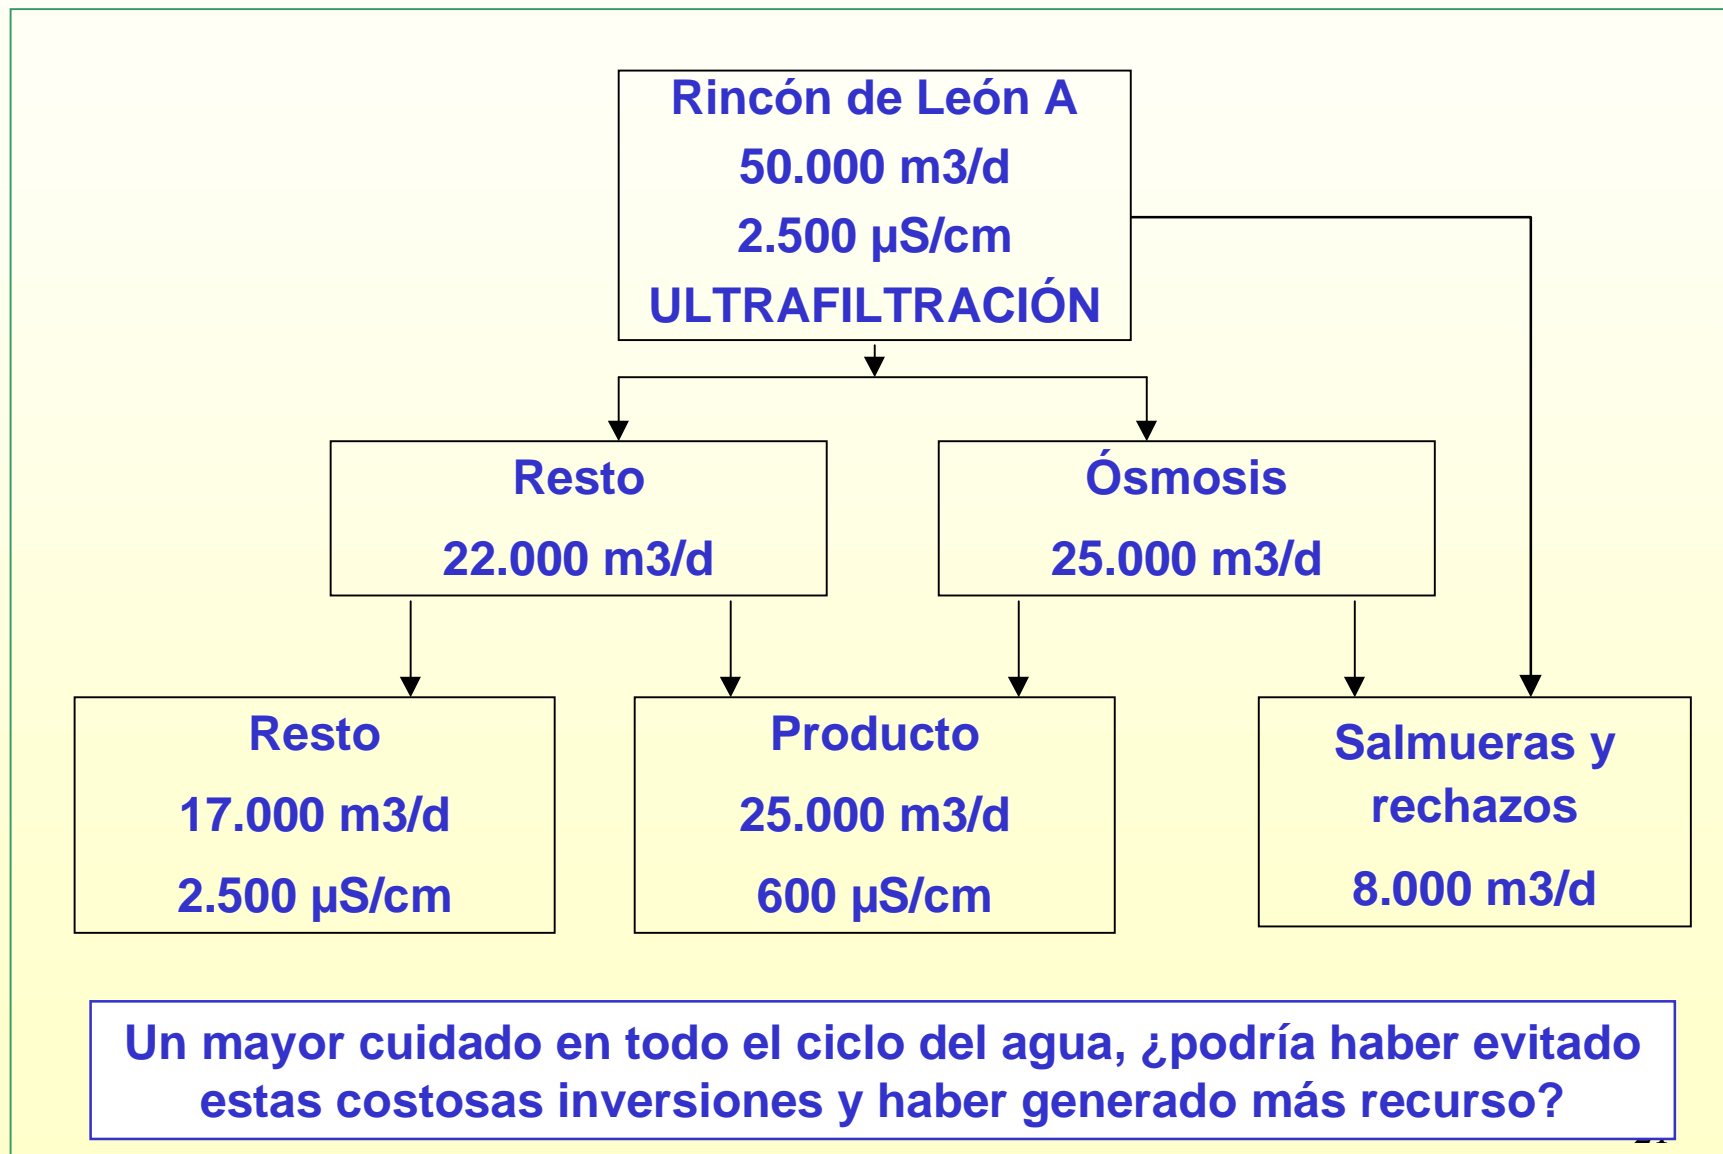 Rincón de León A
50.000 m3/d
2.500 µS/cm
ULTRAFILTRACIÓN
Resto
22.000 m3/d
Ósmosis
25.000 m3/d
Resto
17.000 m3/d
2.500 µS/cm
Producto
25.000 m3/d
600 µS/cm
Salmueras y
rechazos
8.000 m3/d
Un mayor cuidado en todo el ciclo del agua, ¿podría haber evitado
estas costosas inversiones y haber generado más recurso?